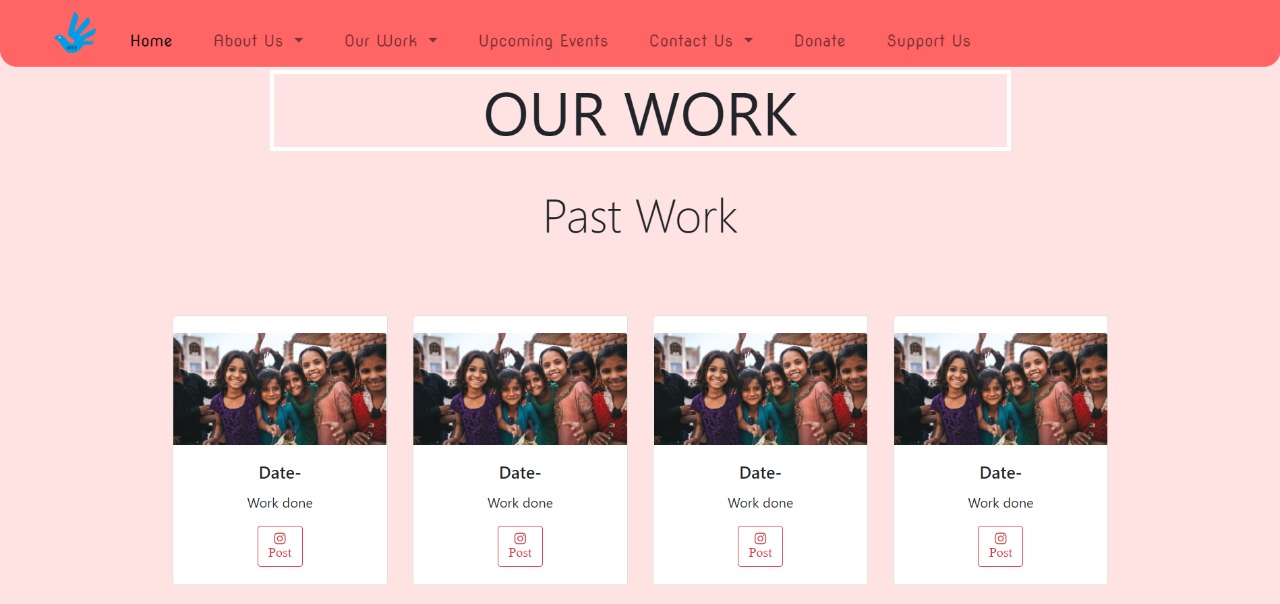 Home About Us Our Work Upcoming Events Contact Us Donate Support Us
OUR WORK
Past Work
Date- Date- Date- Date-
Work done Work done Work done Work done
Post Post Post Post